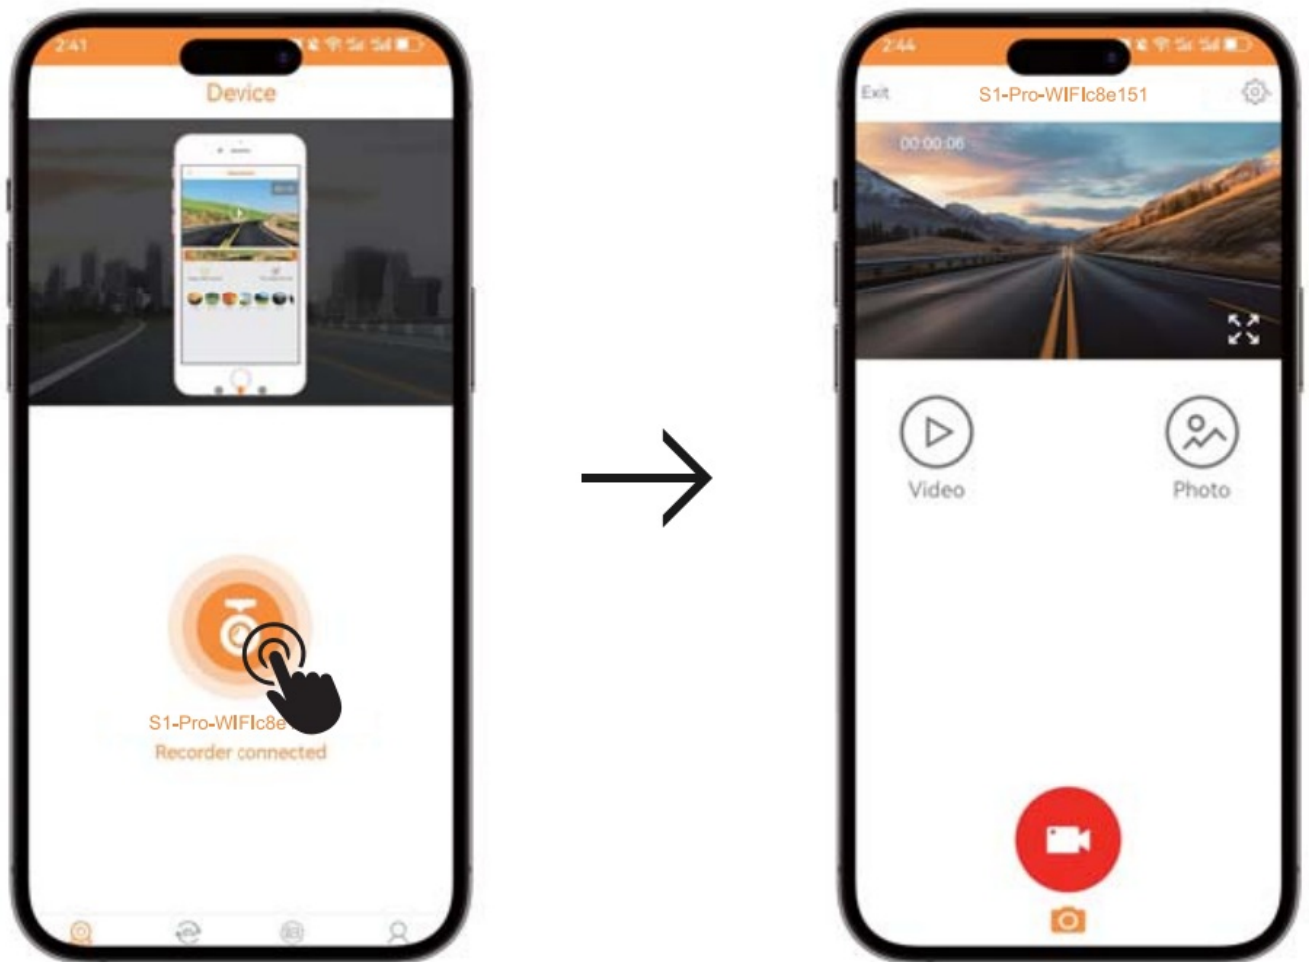 2:41
Device
S1-Pro-WIFIc8e
Recorder connected
2:44
Exit
S1-Pro-WIFIc8e151
00:00:06
Video
Photo